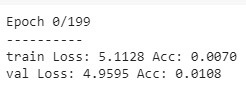 Epoch 0/199
----------
train Loss: 5.1128 Acc: 0.0070
val Loss: 4.9595 Acc: 0.0108